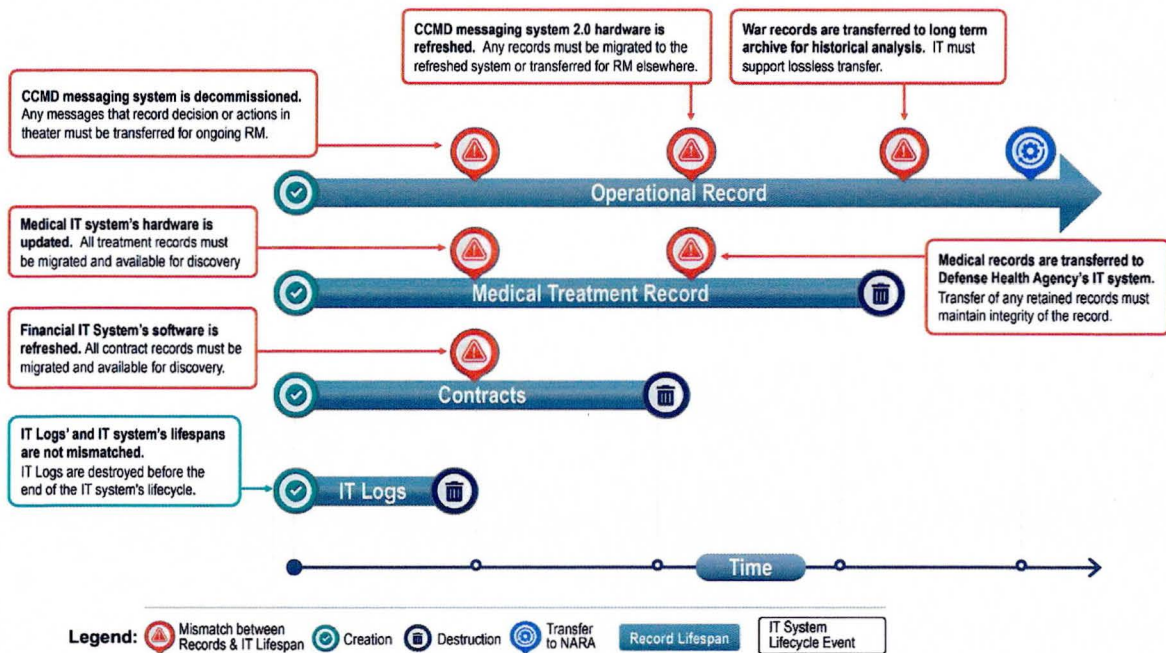 CCMD messaging system 2.0 hardware is
refreshed. Any records must be migrated to the
refreshed system or transferred for RM elsewhere.
War records are transferred to long term
archive for historical analysis. IT must
support lossless transfer.
CCMD messaging system is decommissioned.
Any messages that record decision or actions in
theater must be transferred for ongoing RM.
Operational Record
Medical IT system's hardware is
updated. All treatment records must
be migrated and available for discovery
Medical Treatment Record
Medical records are transferred to
Defense Health Agency's IT system.
Transfer of any retained records must
maintain integrity of the record.
Financial IT System's software is
refreshed. All contract records must be
migrated and available for discovery.
Contracts
IT Logs' and IT system's lifespans
are not mismatched.
IT Logs are destroyed before the
end of the IT system's lifecycle.
IT Logs
Time
Legend:
Mismatch between
Records & IT Lifespan
Creation
Destruction
Transfer
to NARA
Record Lifespan
IT System
Lifecycle Event